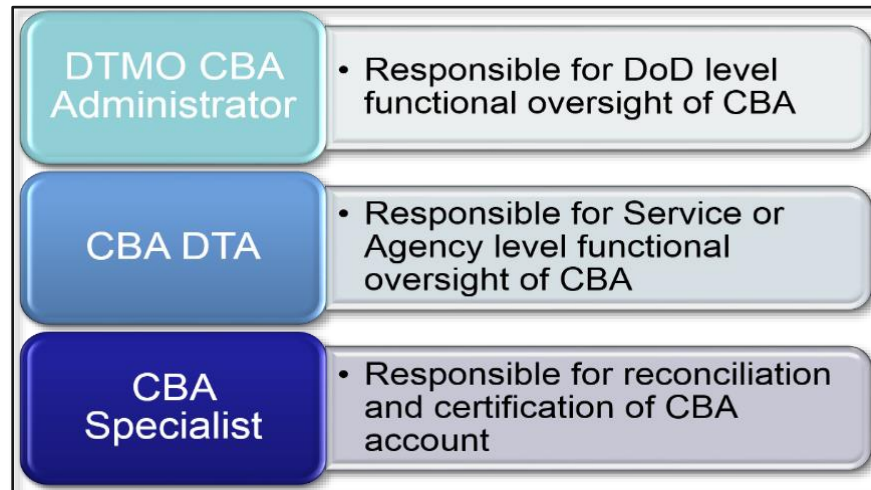 DTMO CBA
Administrator
• Responsible for DoD level
functional oversight of CBA
CBA DTA
• Responsible for Service or
Agency level functional
oversight of CBA
CBA
Specialist
• Responsible for reconciliation
and certification of CBA
account